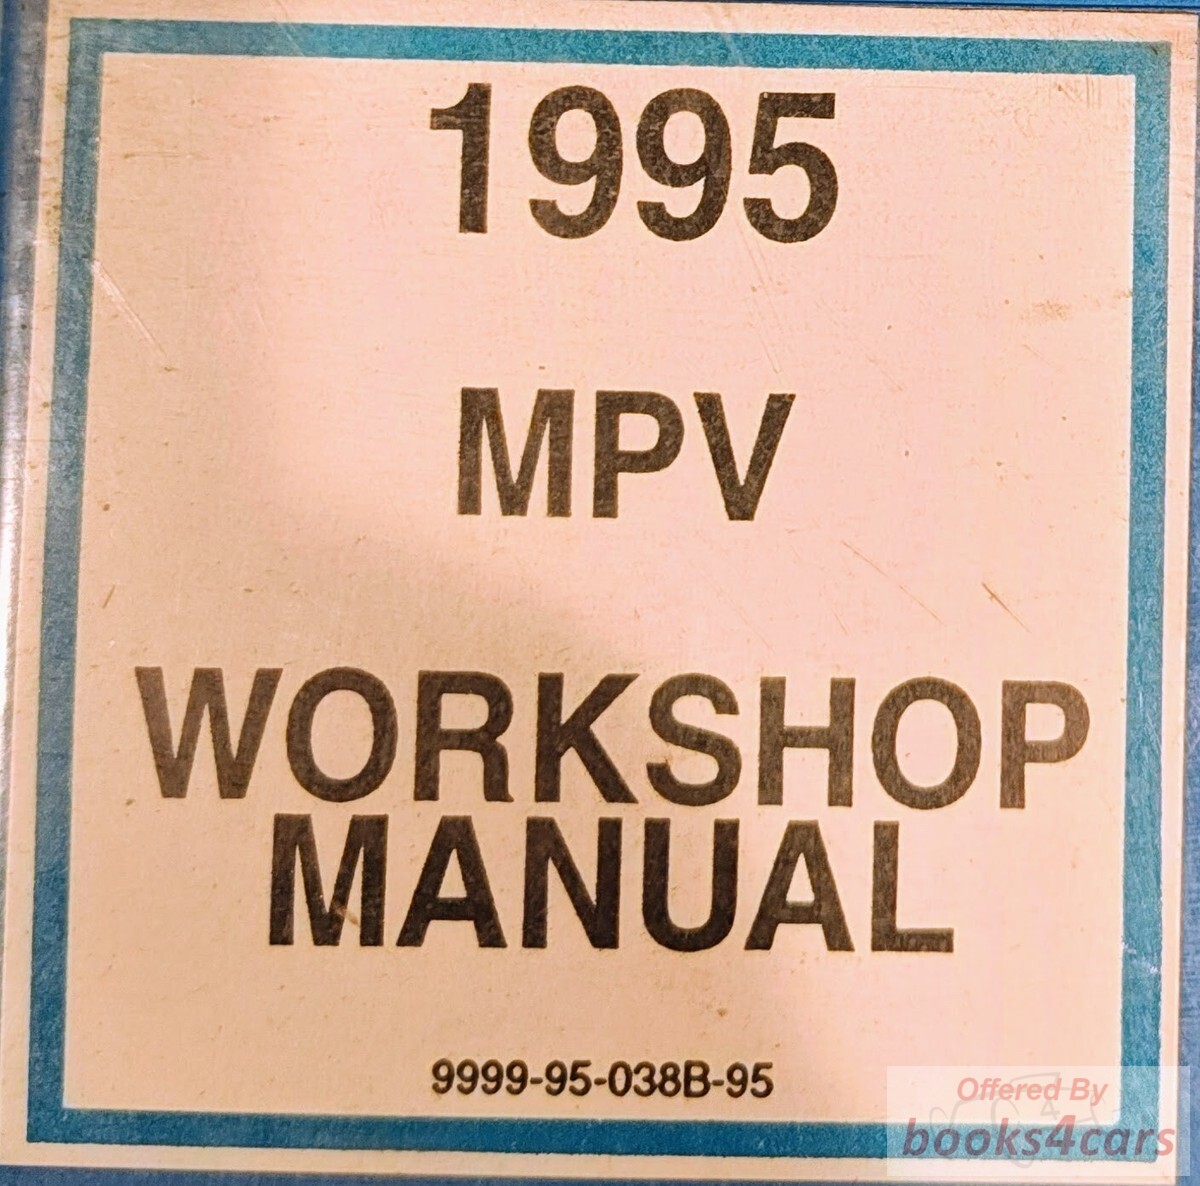 1995
MPV
WORKSHOP
MANUAL
9999-95-038B-95
Offered By
books4cars